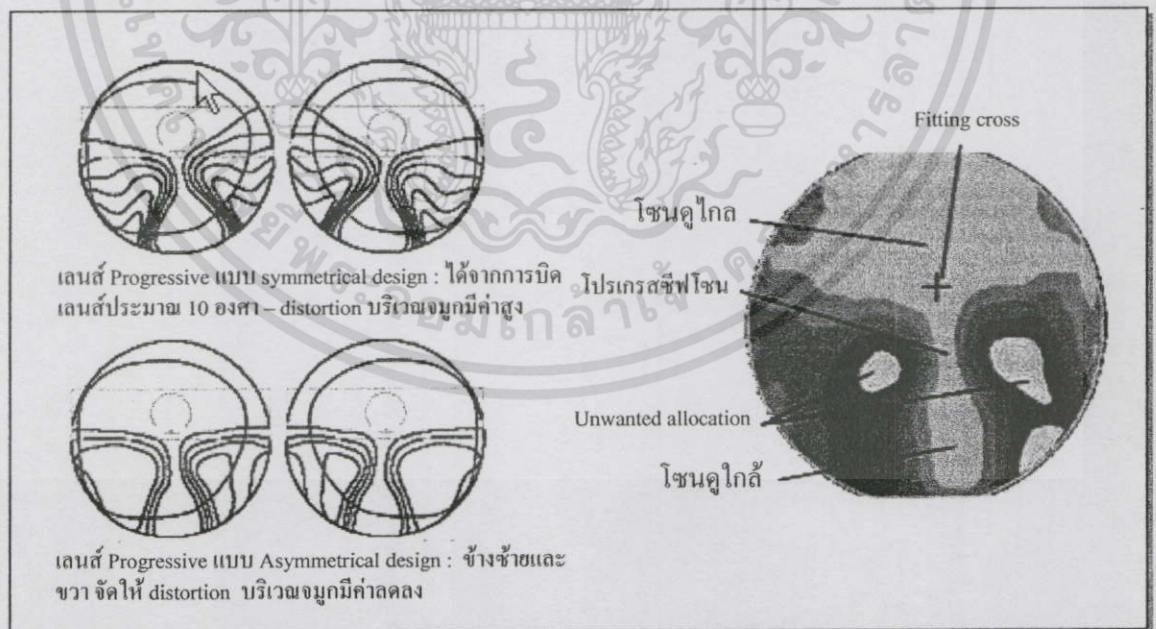 เลนส์ Progressive แบบ symmetrical design : ได้จากการบิด
เลนส์ประมาณ 10 องศา – distortion บริเวณจมูกมีค่าสูง
เลนส์ Progressive แบบ Asymmetrical design : ข้างซ้ายและ
ขวา จัดให้ distortion บริเวณจมูกมีค่าลดลง
Fitting cross
โซนดูไกล
โปรเกรสซีฟโซน
Unwanted allocation
โซนดูใกล้